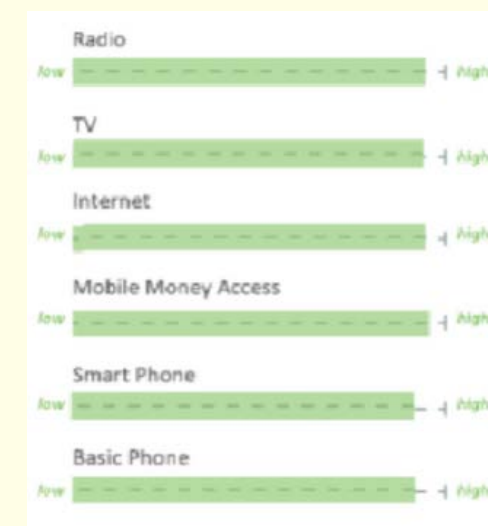 Radio
low high
TV
low high
Internet
low high
Mobile Money Access
low high
Smart Phone
low high
Basic Phone
low high